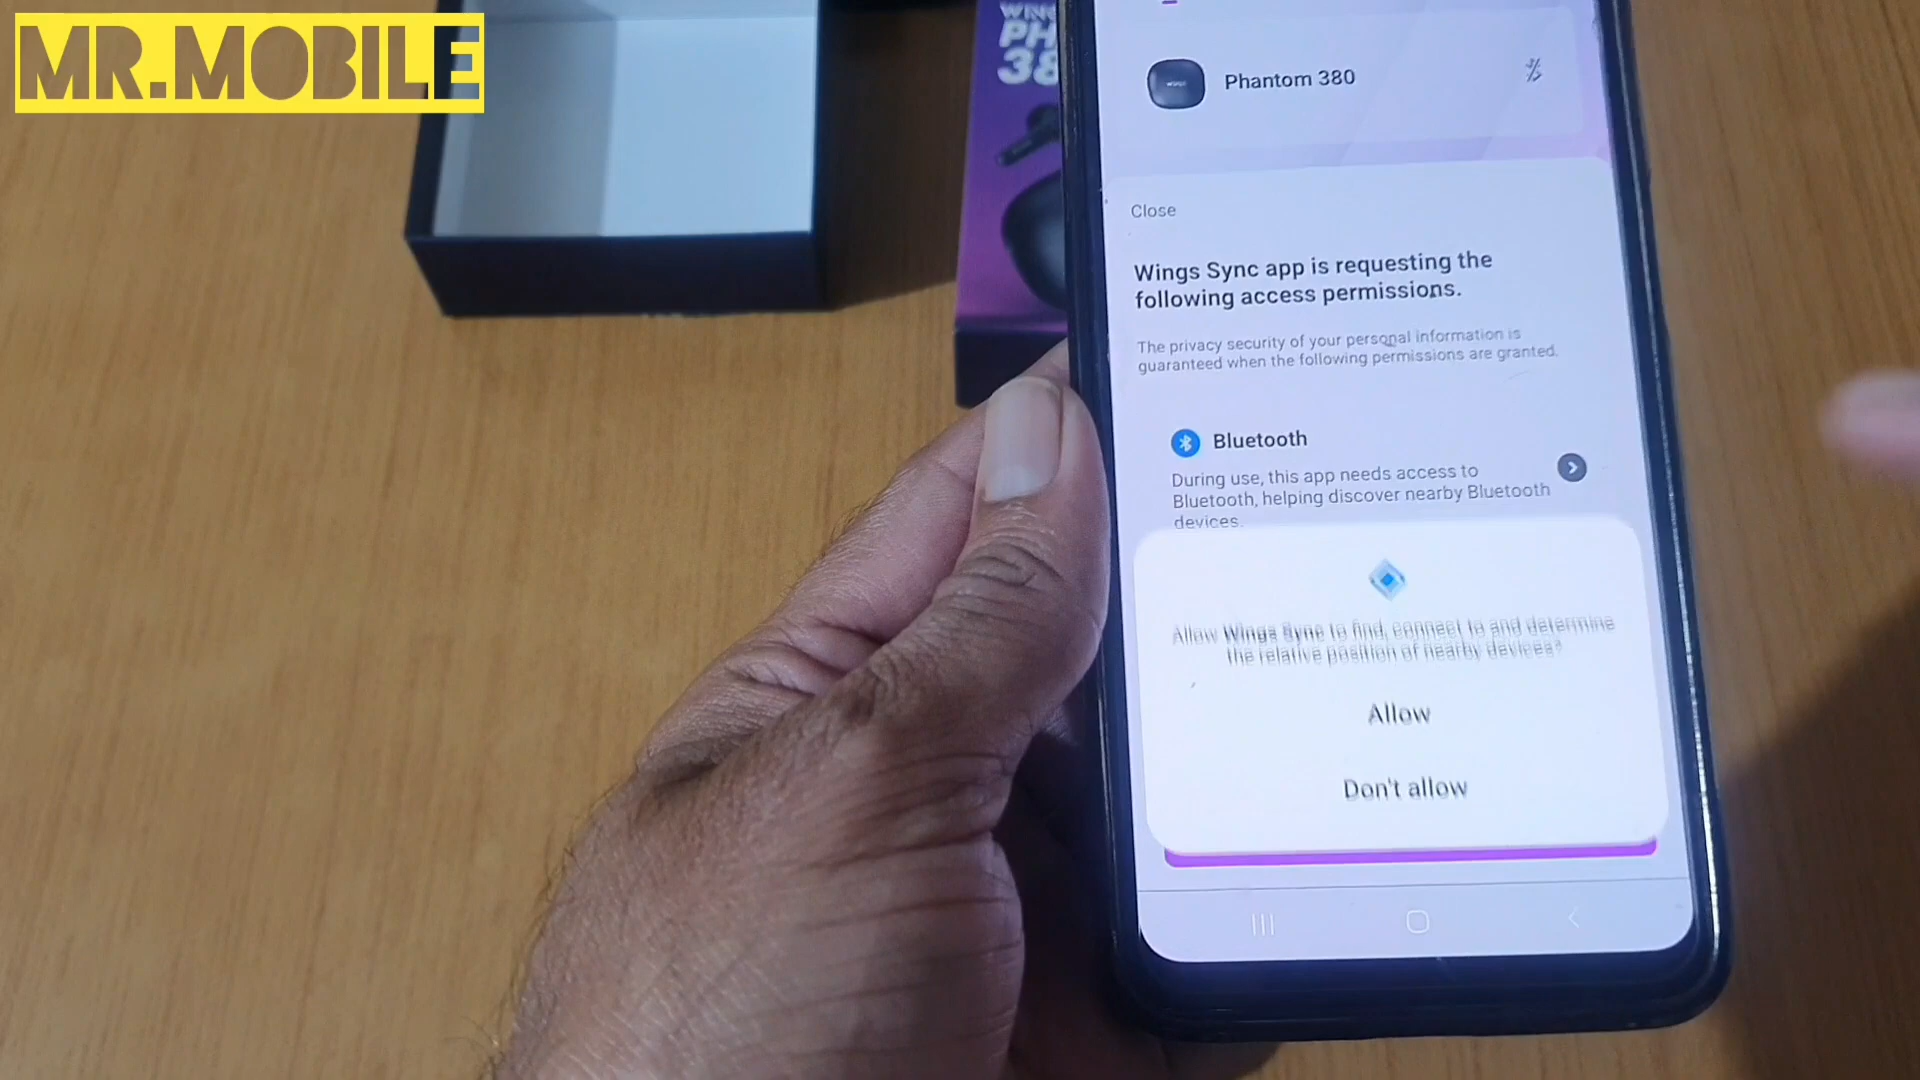 MR.MOBILE
WINGS
PH
38
Phantom 380
Close
Wings Sync app is requesting the
following access permissions.
The privacy security of your personal information is
guaranteed when the following permissions are granted.
Bluetooth
During use, this app needs access to
Bluetooth, helping discover nearby Bluetooth
devices.
Allow Wings Sync to find, connect to and determine
the relative position of nearby devices?
Allow
Don't allow